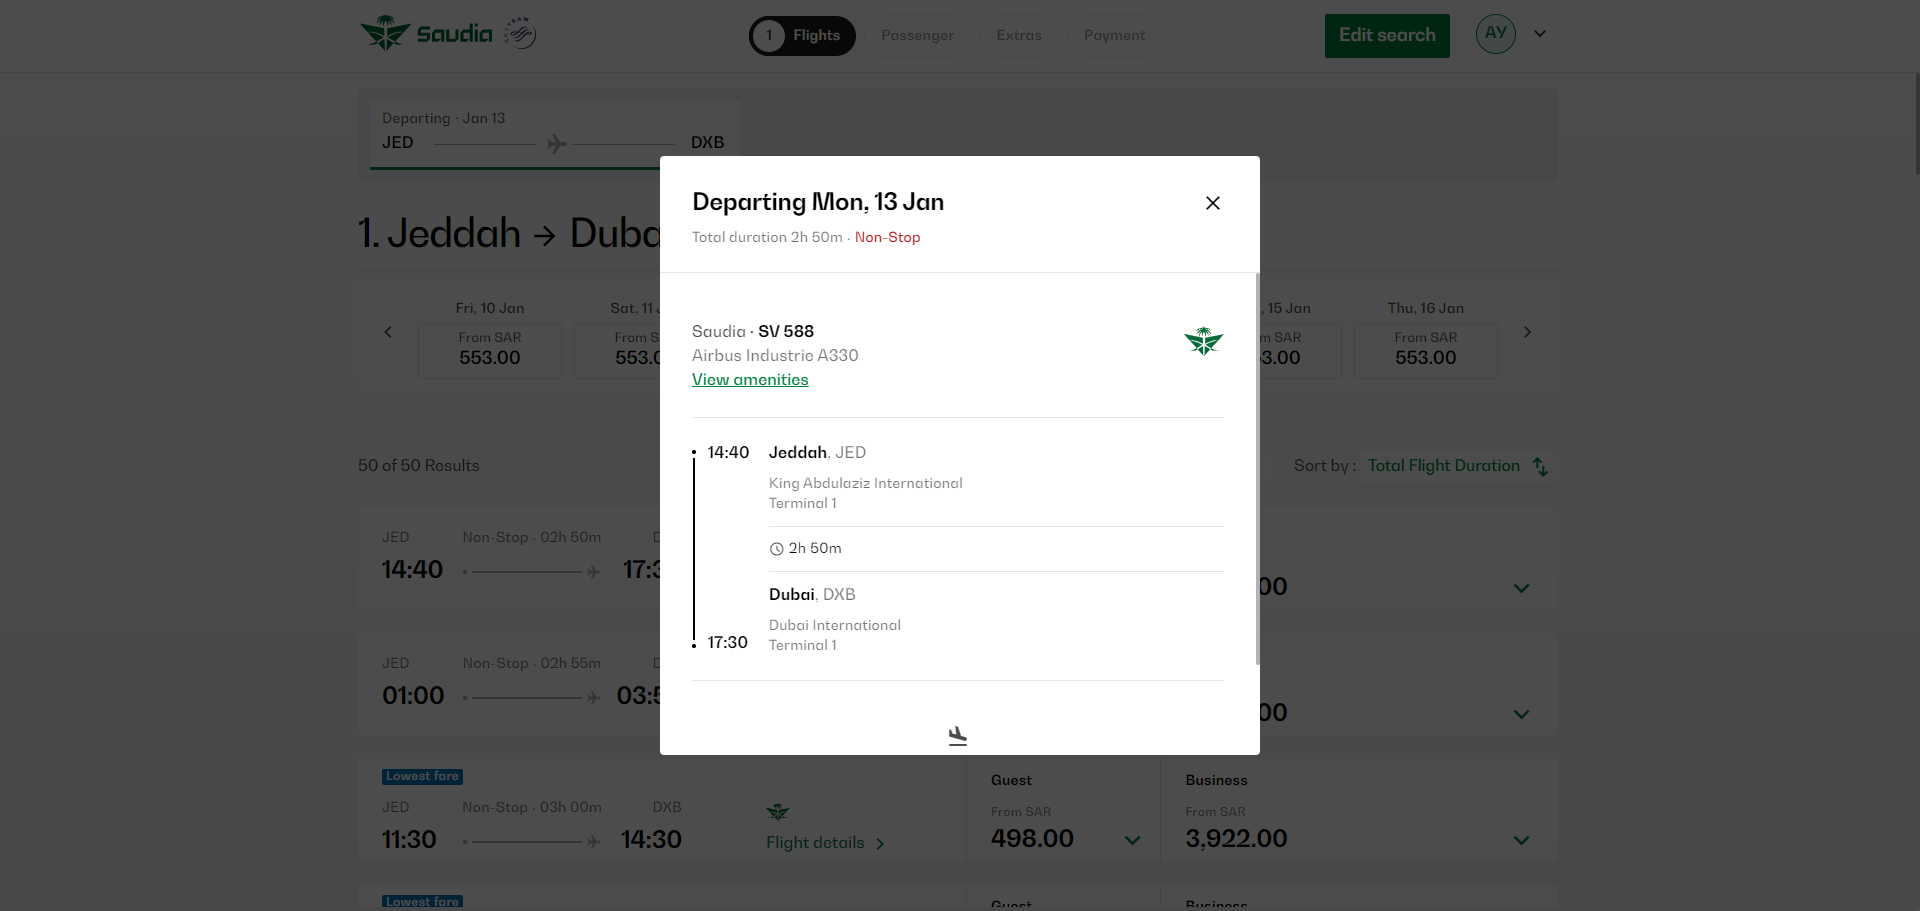 Saudia
SKYTEAM
1 Flights
Passenger
Extras
Payment
Edit search
AY
Departing · Jan 13
JED
DXB
1. Jeddah → Duba
Departing Mon, 13 Jan
Total duration 2h 50m · Non-Stop
Fri, 10 Jan
From SAR
553.00
Sat, 11
From S
553.0
15 Jan
m SAR
3.00
Thu, 16 Jan
From SAR
553.00
Saudia · SV 588
Airbus Industrie A330
View amenities
14:40 Jeddah, JED
King Abdulaziz International
Terminal 1
2h 50m
Dubai, DXB
Dubai International
17:30 Terminal 1
50 of 50 Results
Sort by : Total Flight Duration
JED Non-Stop · 02h 50m D
14:40 17:3
00
JED Non-Stop · 02h 55m D
01:00 03:5
00
Lowest fare
JED Non-Stop · 03h 00m DXB
11:30 14:30
Flight details
Guest
From SAR
498.00
Business
From SAR
3,922.00
Lowest fare
Guest
Business